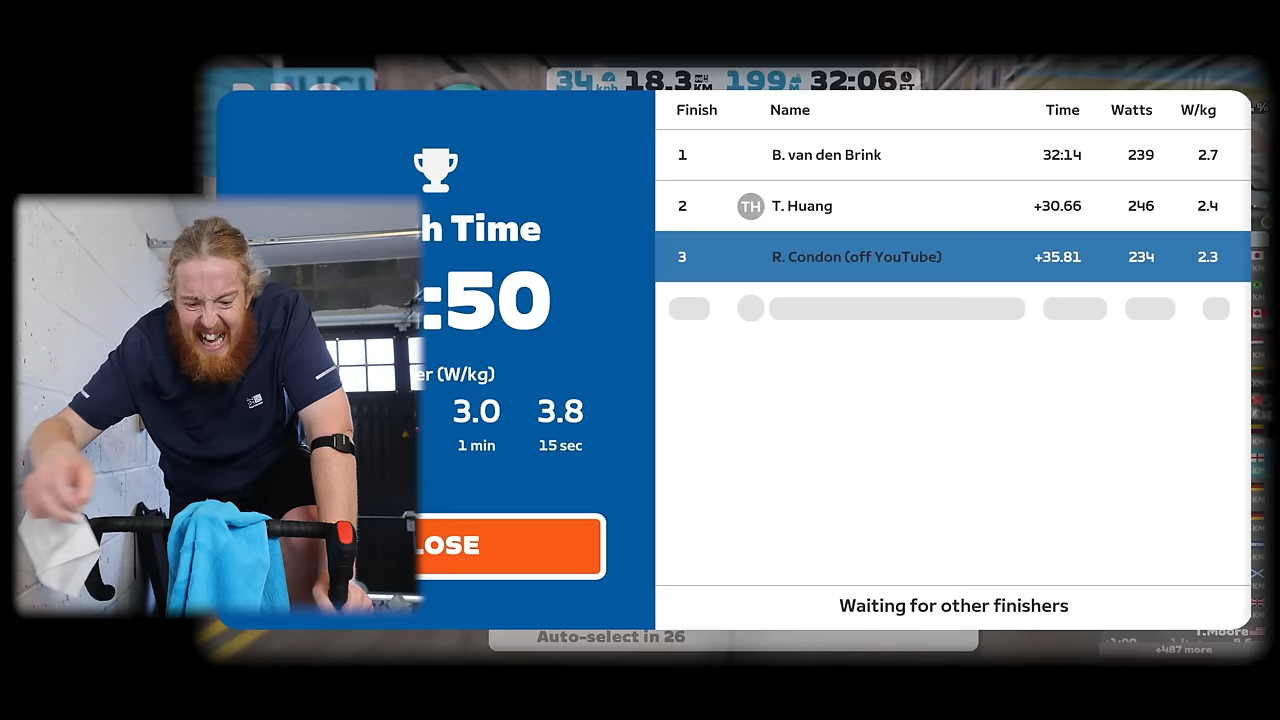 34 kph 18.3 KM 199 M 32:06 ET
Finish Name Time Watts W/kg
1 B. van den Brink 32:14 239 2.7
2 TH T. Huang +30.66 246 2.4
3 R. Condon (off YouTube) +35.81 234 2.3
h Time
:50
er (W/kg)
3.0 3.8
1 min 15 sec
LOSE
Waiting for other finishers
Auto-select in 26
T.Moore
+487 more